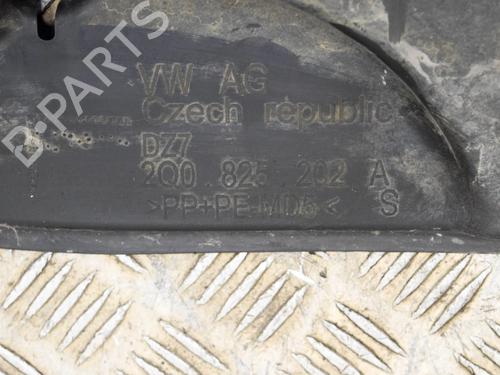 B-PARTS
VW AG
Czech republic
DZ7
2Q0.825.202 A
>PP+PE-MD5< S